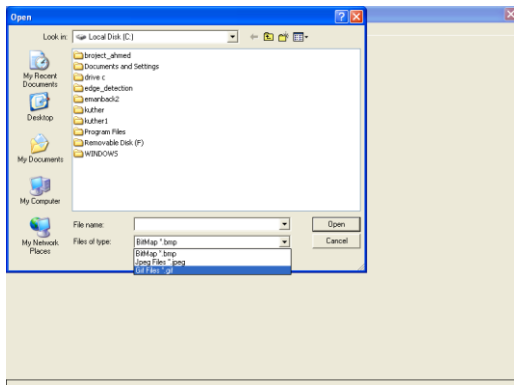 Open
Look in: Local Disk (C:)
broject_ahmed
Documents and Settings
drive c
edge_detection
emanback2
kuther
kuther1
Program Files
Removable Disk (F)
WINDOWS
My Recent
Documents
Desktop
My Documents
My Computer
My Network
Places
File name: Open
Files of type: BitMap *.bmp Cancel
BitMap *.bmp
Jpeg Files *.jpeg
Gif Files *.gif